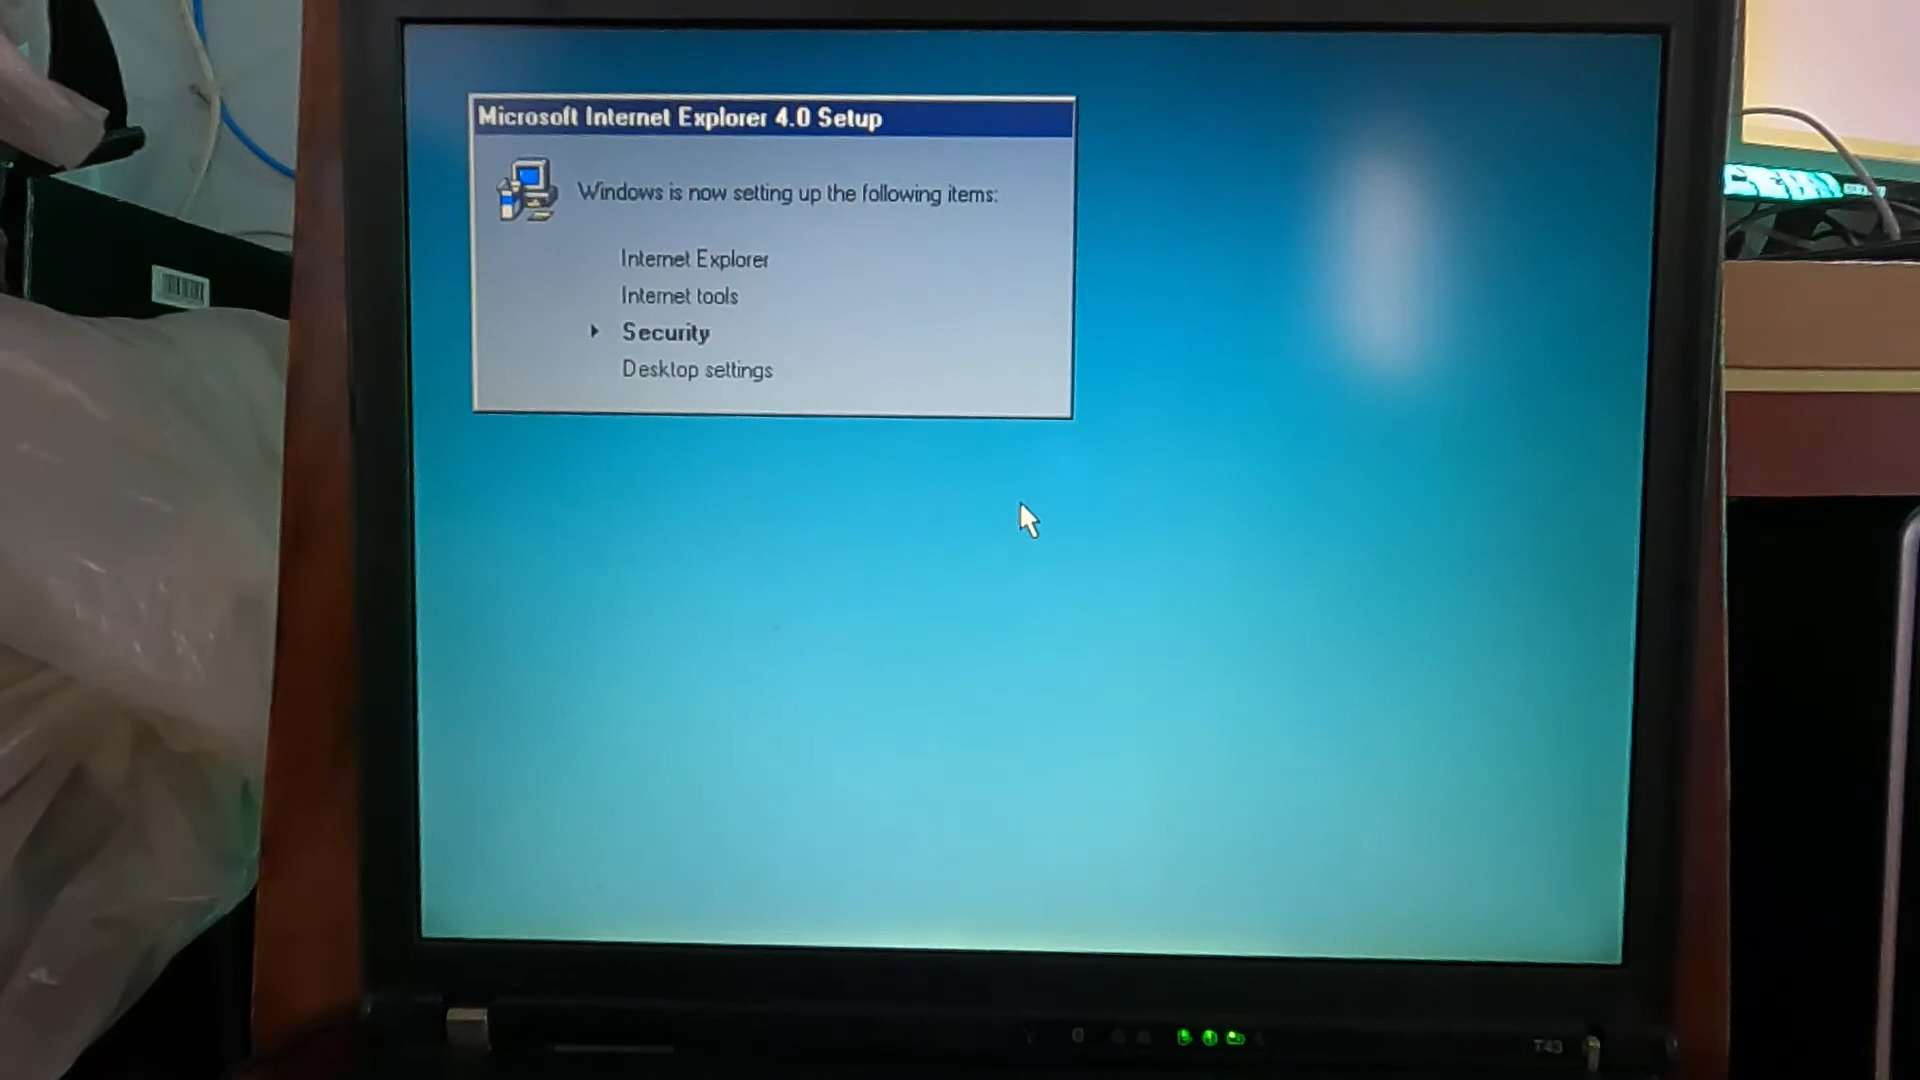 Microsoft Internet Explorer 4.0 Setup
Windows is now setting up the following items:
Internet Explorer
Internet tools
Security
Desktop settings
T43